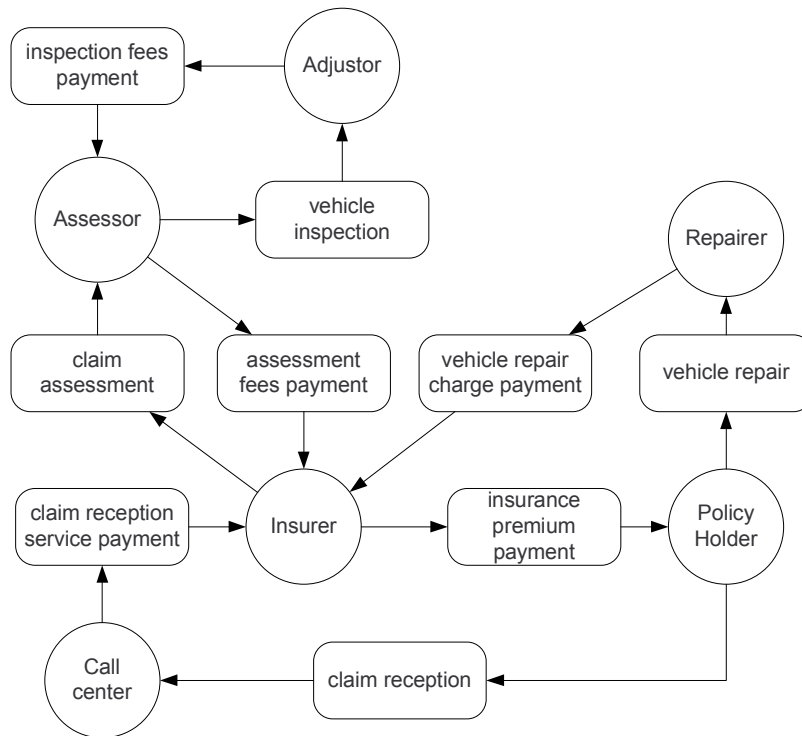 inspection fees
payment
Adjustor
Assessor
vehicle
inspection
Repairer
claim
assessment
assessment
fees payment
vehicle repair
charge payment
vehicle repair
claim reception
service payment
Insurer
insurance
premium
payment
Policy
Holder
Call
center
claim reception